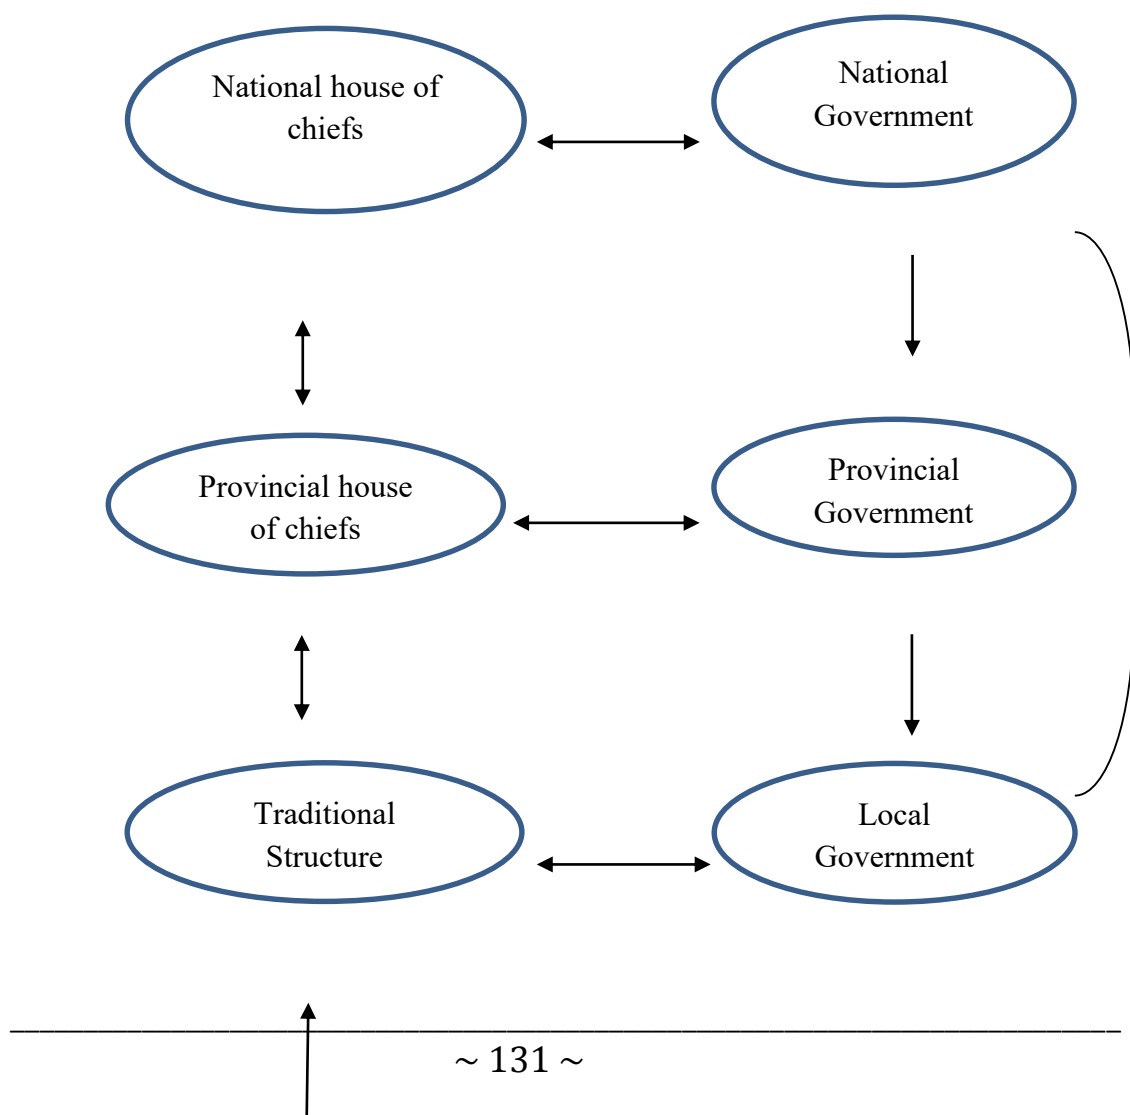 National house of
chiefs
National
Government
Provincial house
of chiefs
Provincial
Government
Traditional
Structure
Local
Government
~ 131 ~